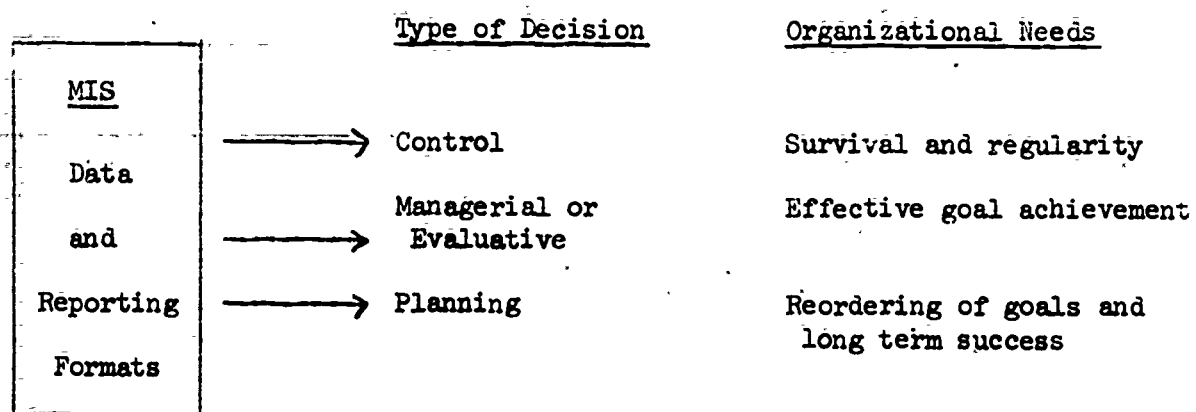 Type of Decision
Organizational Needs
MIS
Data
and
Reporting
Formats
Control
Survival and regularity
Managerial or
Evaluative
Effective goal achievement
Planning
Reordering of goals and
long term success